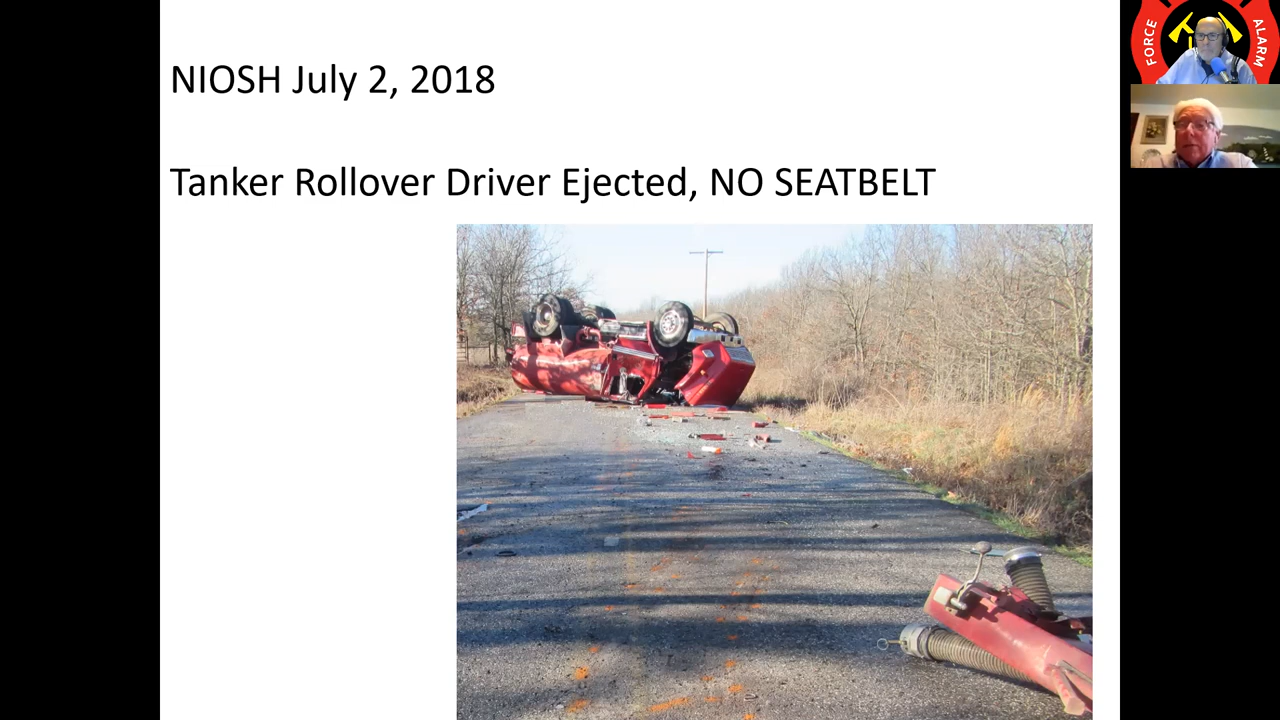 NIOSH July 2, 2018
Tanker Rollover Driver Ejected, NO SEATBELT
FORCE
ALARM